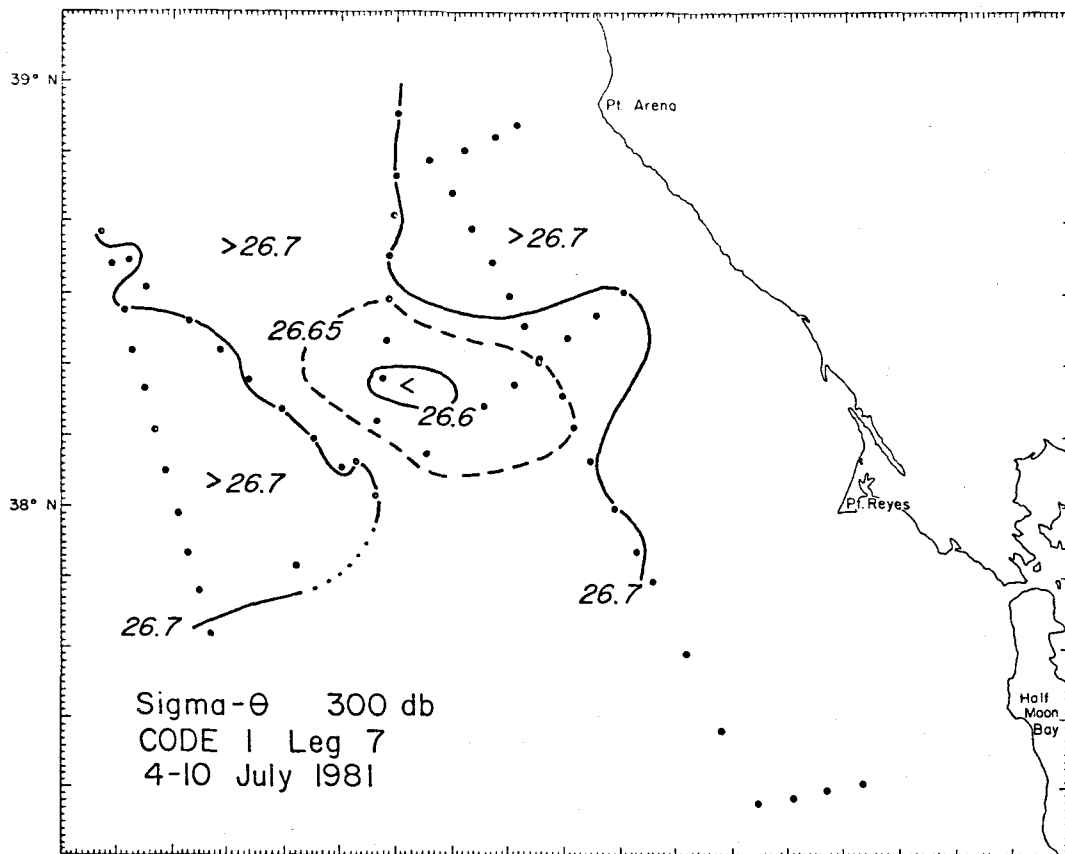 39° N
Pt. Arena
>26.7
>26.7
26.65
<
26.6
>26.7
38° N
Pt. Reyes
26.7
26.7
Sigma-θ 300 db
CODE 1 Leg 7
4-10 July 1981
Half
Moon
Bay